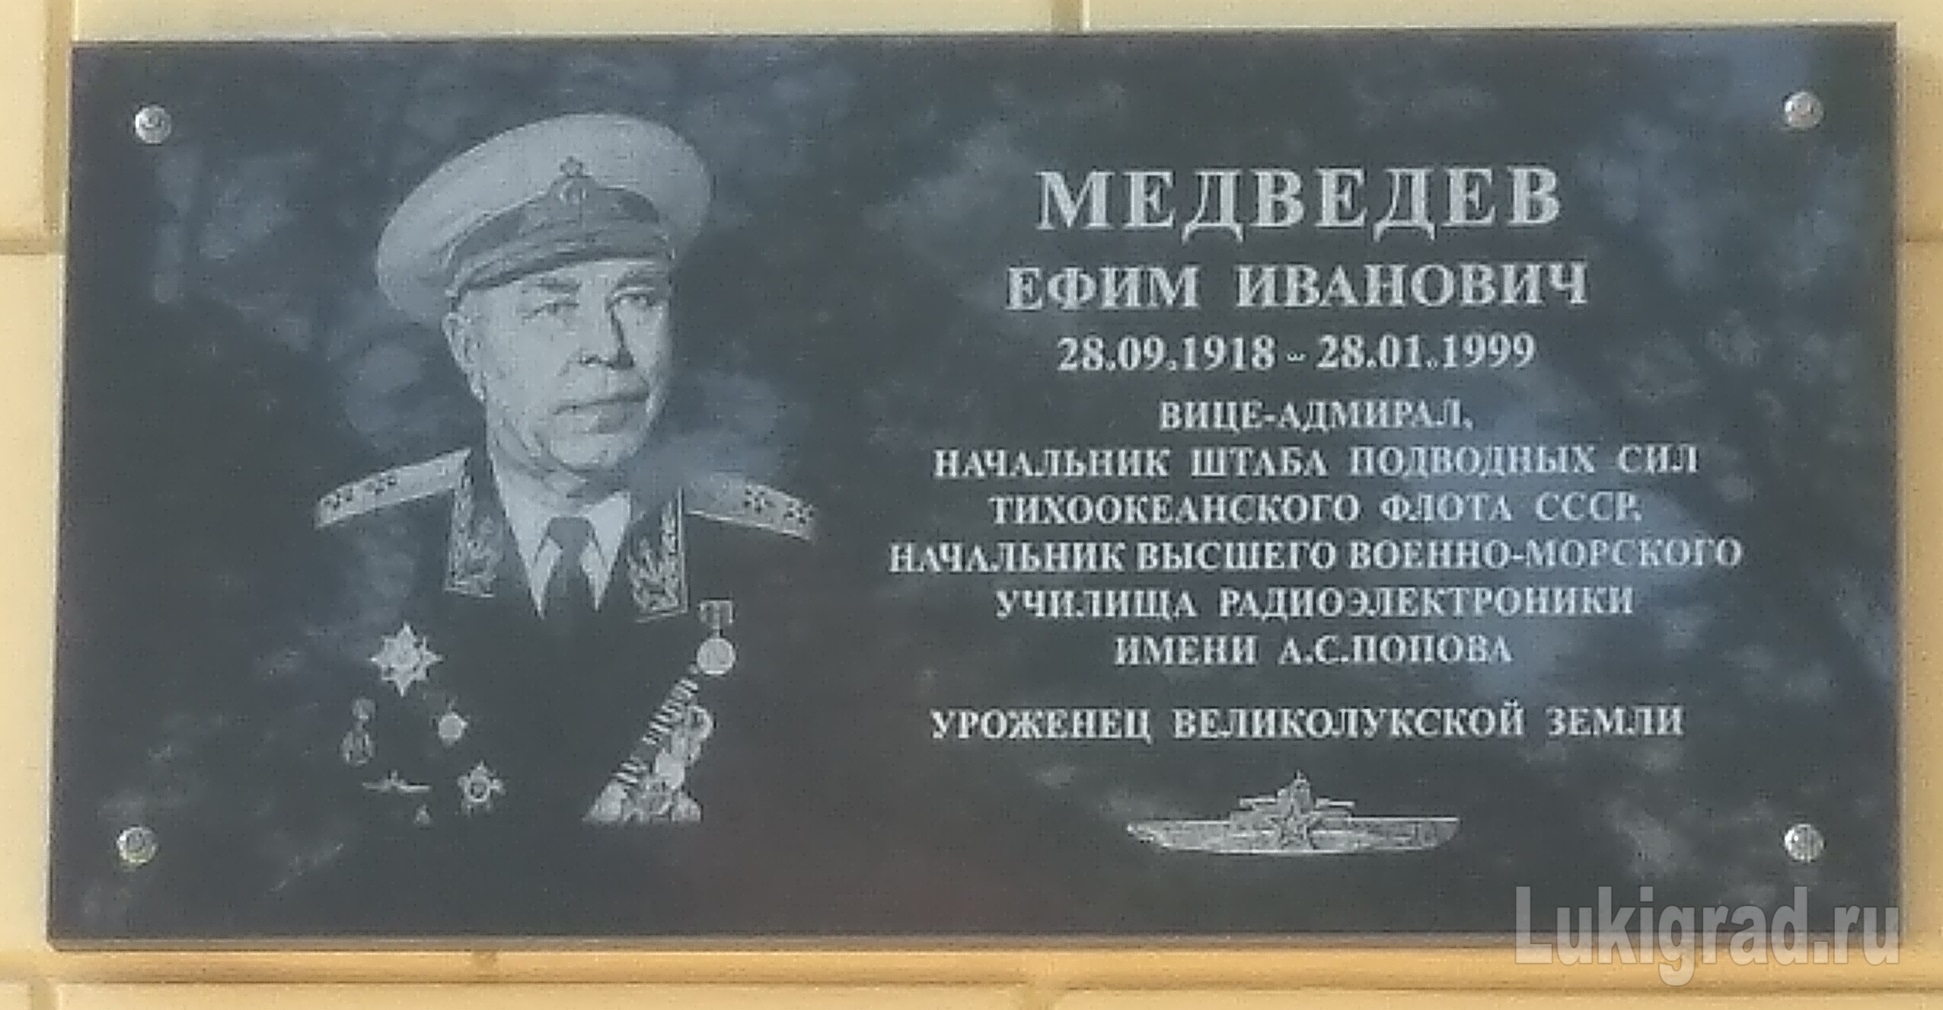 МЕДВЕДЕВ
ЕФИМ ИВАНОВИЧ
28.09.1918 - 28.01.1999
ВИЦЕ-АДМИРАЛ,
НАЧАЛЬНИК ШТАБА ПОДВОДНЫХ СИЛ
ТИХООКЕАНСКОГО ФЛОТА СССР,
НАЧАЛЬНИК ВЫСШЕГО ВОЕННО-МОРСКОГО
УЧИЛИЩА РАДИОЭЛЕКТРОНИКИ
ИМЕНИ А.С.ПОПОВА
УРОЖЕНЕЦ ВЕЛИКОЛУКСКОЙ ЗЕМЛИ
Lukigrad.ru